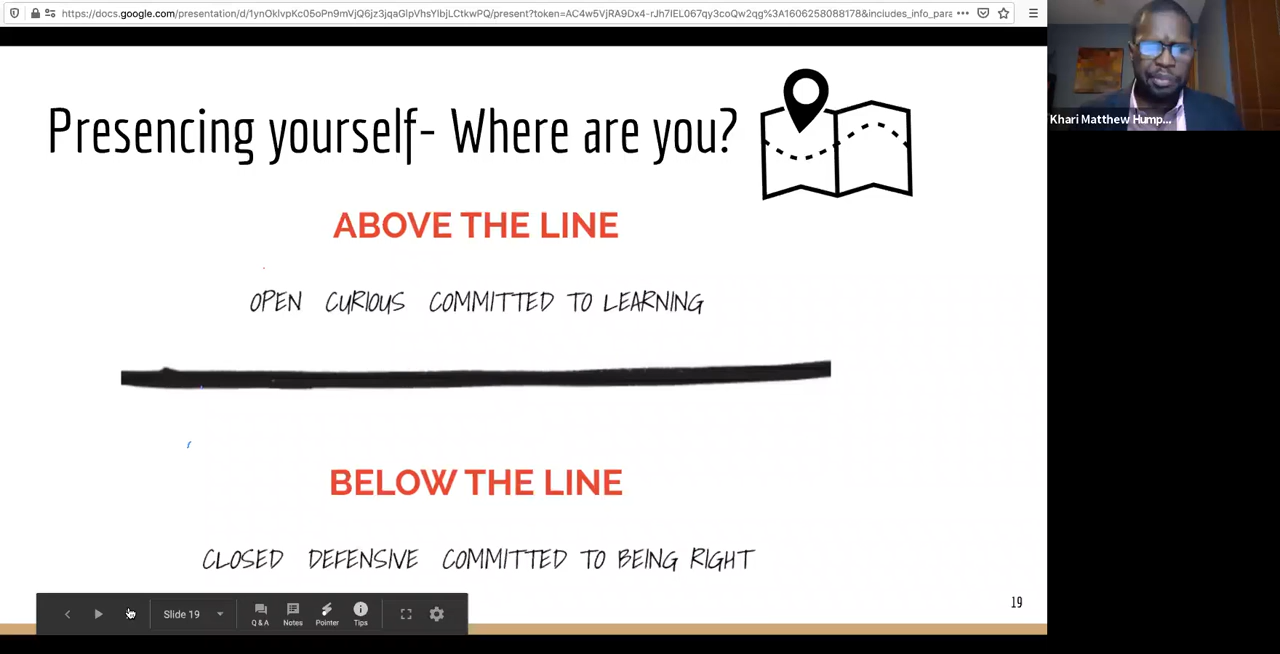 https://docs.google.com/presentation/d/1ynOklvpKc05oPn9mVjQ6jz3jqaGlpVhsYlbjLCtkwPQ/present?token=AC4w5VjRA9Dx4-rJh7IEL067qy3coQw2qg%3A1606258088178&includes_info_para
Khari Matthew Hump...
Presencing yourself- Where are you?
ABOVE THE LINE
OPEN CURIOUS COMMITTED TO LEARNING
BELOW THE LINE
CLOSED DEFENSIVE COMMITTED TO BEING RIGHT
19
Slide 19
Q & A Notes Pointer Tips